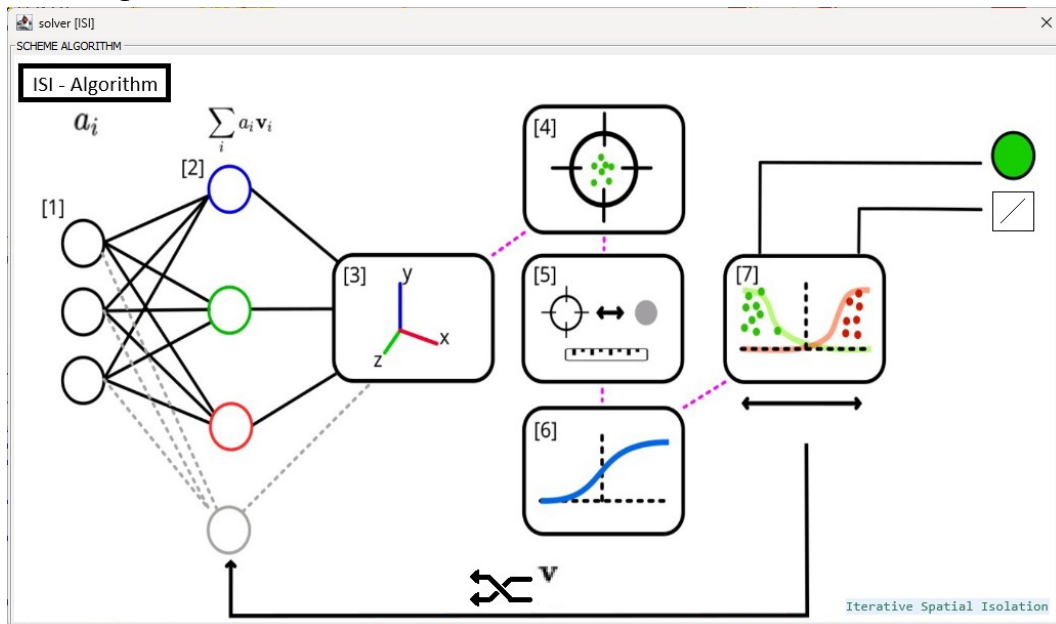 solver [ISI]
SCHEME ALGORITHM
ISI - Algorithm
a_i
∑_i a_i v_i
[1]
[2]
[3]
y
x
z
[4]
[5]
[6]
[7]
v
Iterative Spatial Isolation